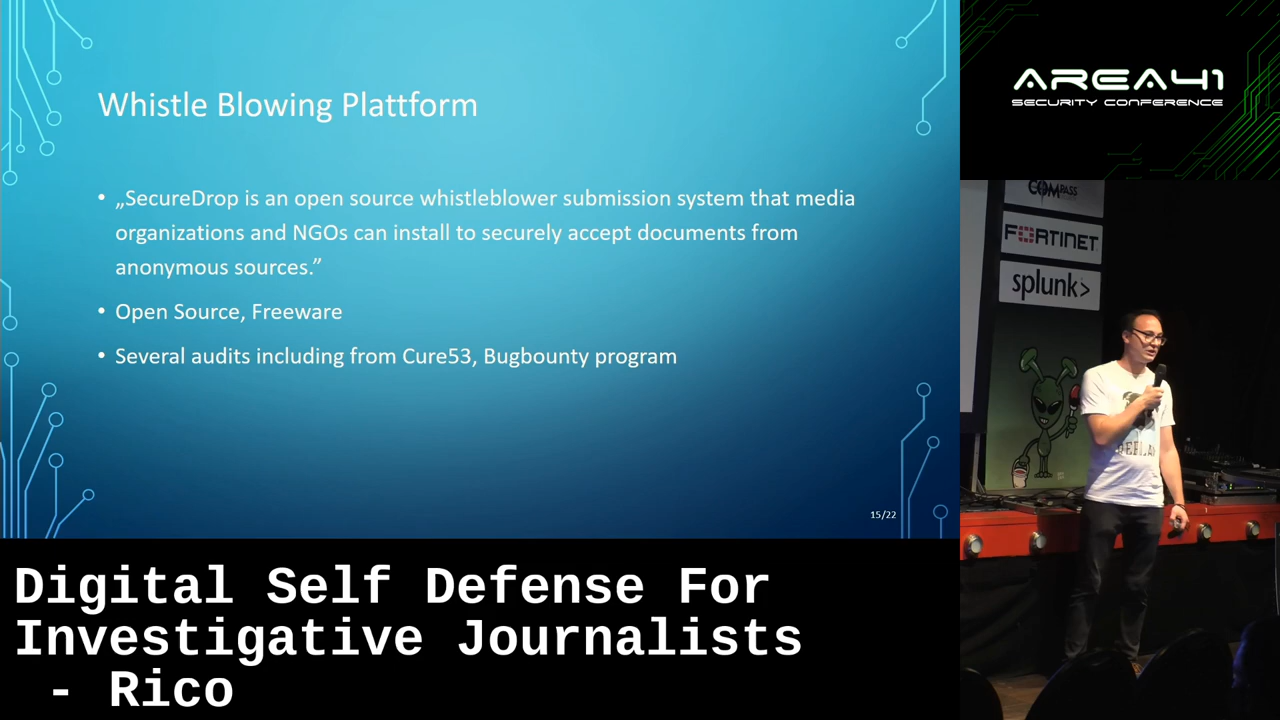 Whistle Blowing Plattform
• „SecureDrop is an open source whistleblower submission system that media
organizations and NGOs can install to securely accept documents from
anonymous sources.”
• Open Source, Freeware
• Several audits including from Cure53, Bugbounty program
15/22
AREA41
SECURITY CONFERENCE
COMPASS
FORTINET
splunk>
Digital Self Defense For
Investigative Journalists
- Rico